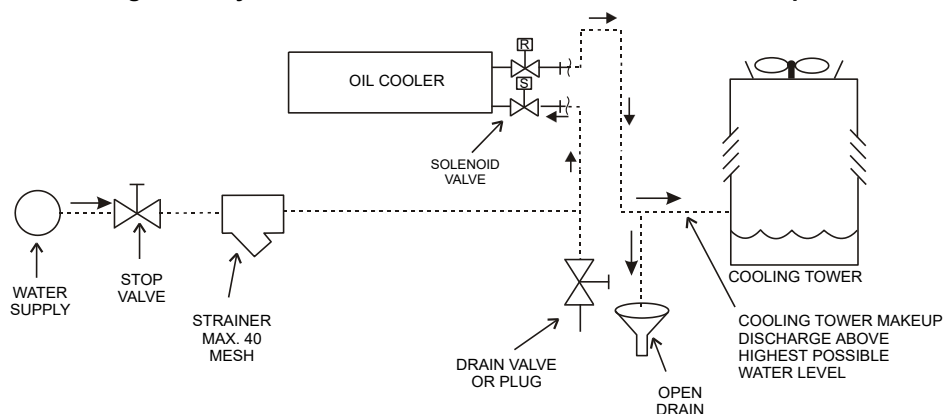 R
OIL COOLER
S
SOLENOID
VALVE
WATER
SUPPLY
STOP
VALVE
STRAINER
MAX. 40
MESH
DRAIN VALVE
OR PLUG
OPEN
DRAIN
COOLING TOWER
COOLING TOWER MAKEUP
DISCHARGE ABOVE
HIGHEST POSSIBLE
WATER LEVEL